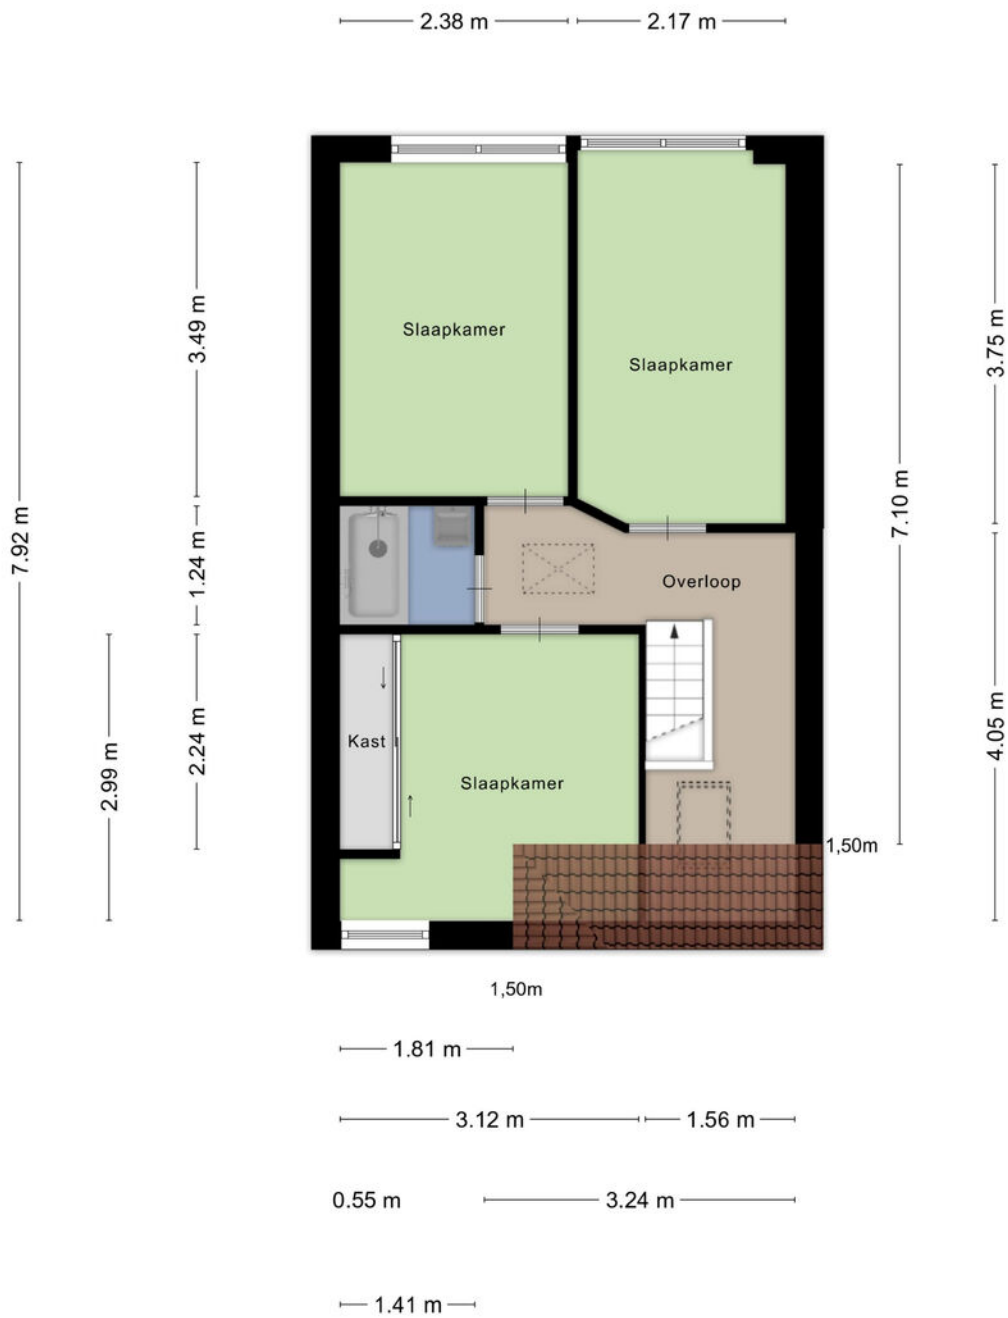 2.38 m
2.17 m
3.49 m
3.75 m
Slaapkamer
Slaapkamer
7.92 m
7.10 m
1.24 m
Overloop
2.24 m
2.99 m
4.05 m
Kast
Slaapkamer
1,50m
1,50m
1.81 m
3.12 m
1.56 m
0.55 m
3.24 m
1.41 m